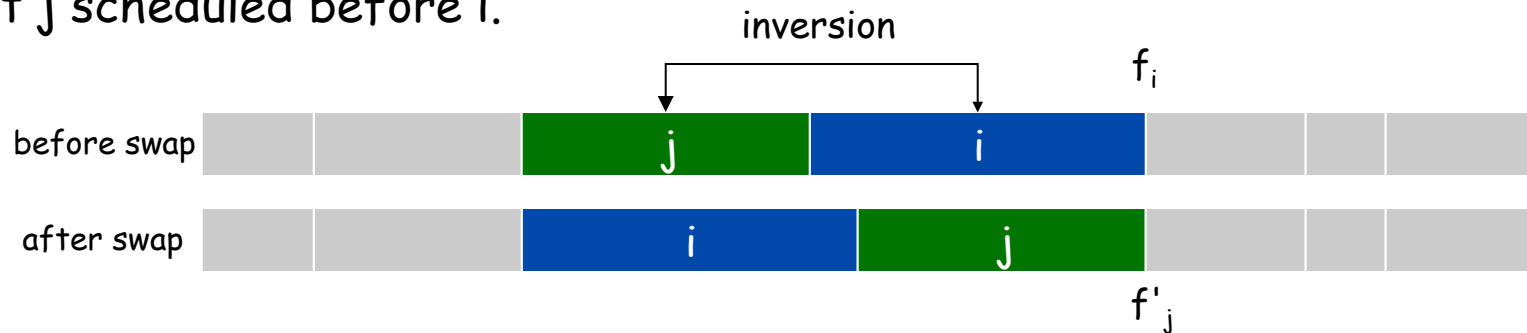 j scheduled before i.
inversion
f_i
before swap j i
after swap i j
f'_j